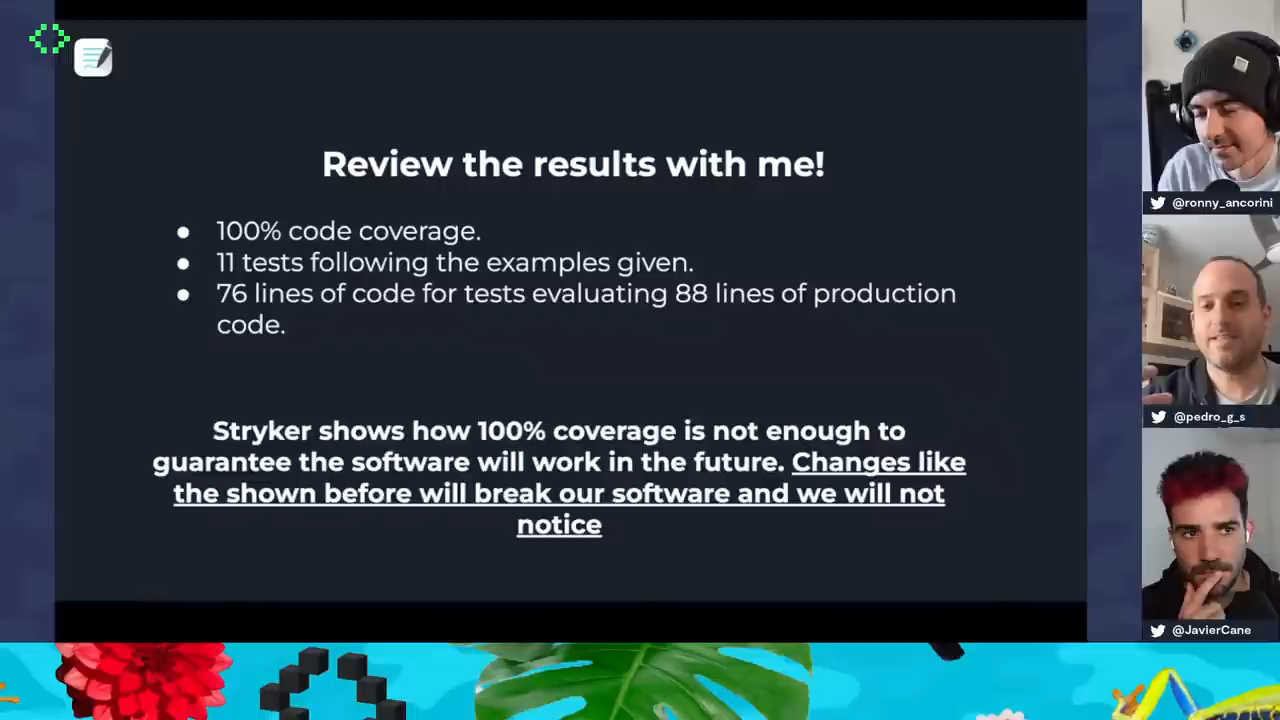 Review the results with me!
● 100% code coverage.
● 11 tests following the examples given.
● 76 lines of code for tests evaluating 88 lines of production
code.
Stryker shows how 100% coverage is not enough to
guarantee the software will work in the future. Changes like
the shown before will break our software and we will not
notice
@ronny_ancorini
@pedro_g_s
@JavierCane